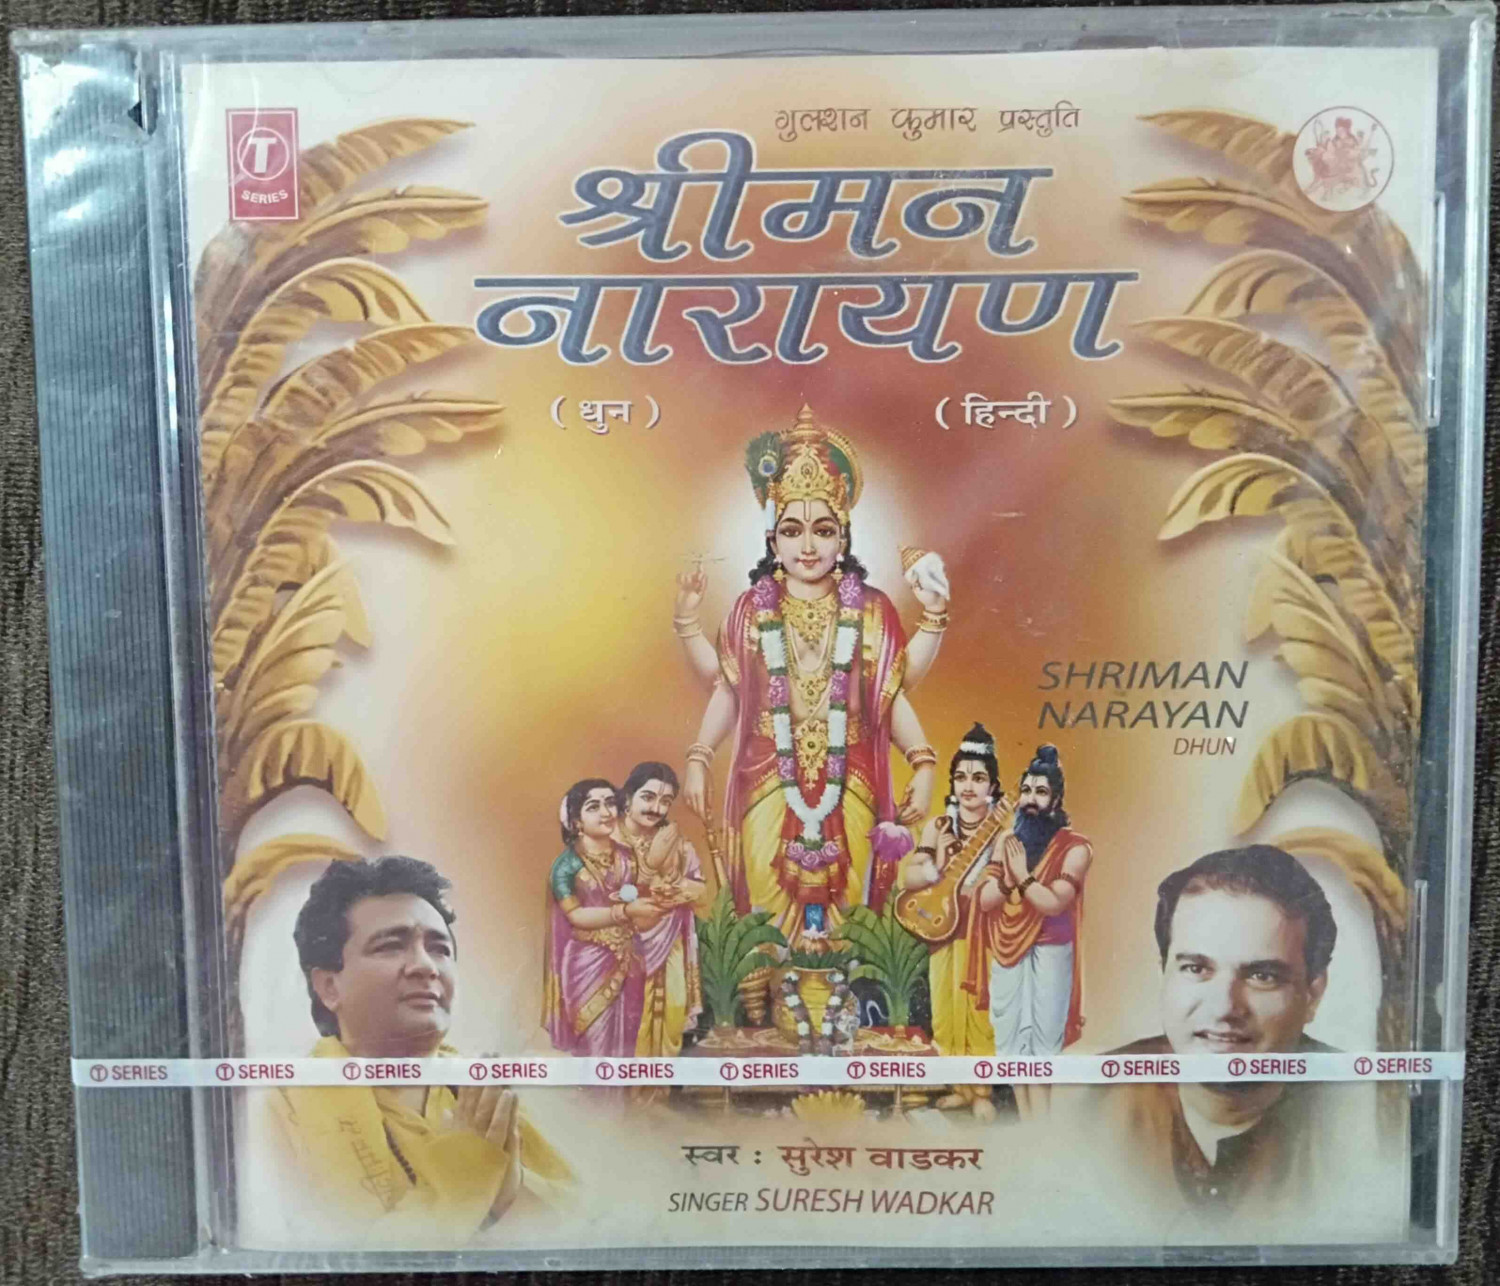 गुलशन कुमार प्रस्तुति
T
SERIES
श्रीमन
नारायण
( धुन ) ( हिन्दी )
SHRIMAN
NARAYAN
DHUN
T SERIES T SERIES T SERIES T SERIES T SERIES T SERIES T SERIES T SERIES T SERIES T SERIES T SERIES
स्वर : सुरेश वाडकर
SINGER SURESH WADKAR